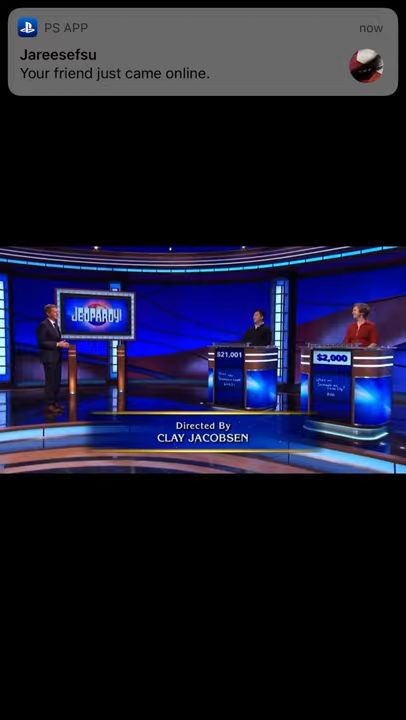 PS APP
now
Jareesefsu
Your friend just came online.
JEOPARDY!
$21,001
$2,000
Directed By
CLAY JACOBSEN